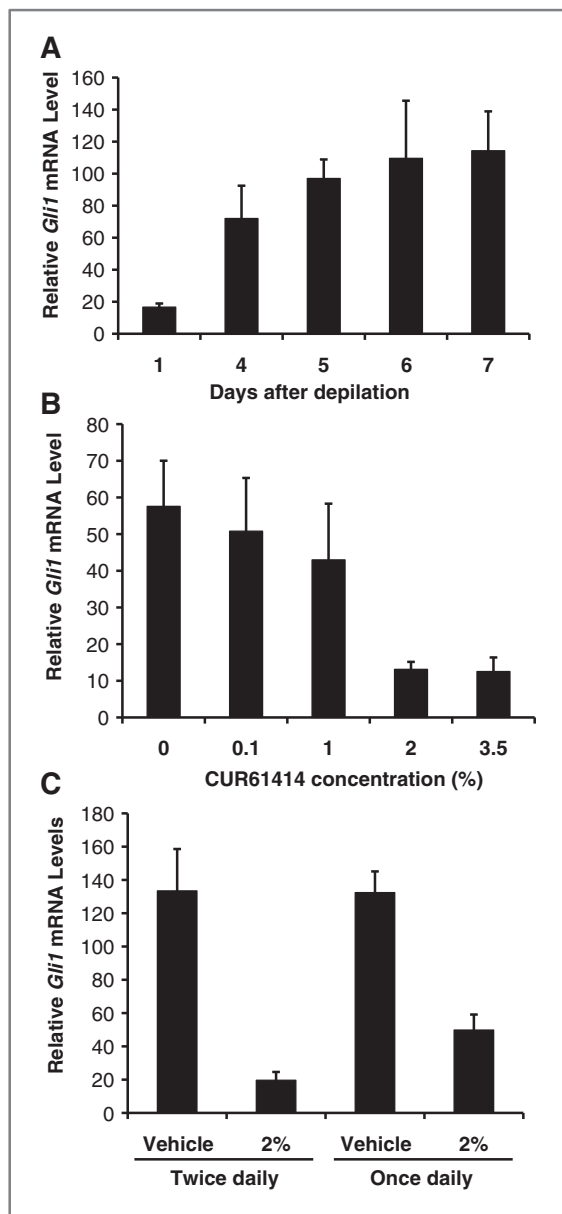 A
Relative Gli1 mRNA Level
160
140
120
100
80
60
40
20
0
1 4 5 6 7
Days after depilation
B
Relative Gli1 mRNA Level
80
70
60
50
40
30
20
10
0
0 0.1 1 2 3.5
CUR61414 concentration (%)
C
Relative Gli1 mRNA Levels
180
160
140
120
100
80
60
40
20
0
Vehicle 2% Vehicle 2%
Twice daily Once daily